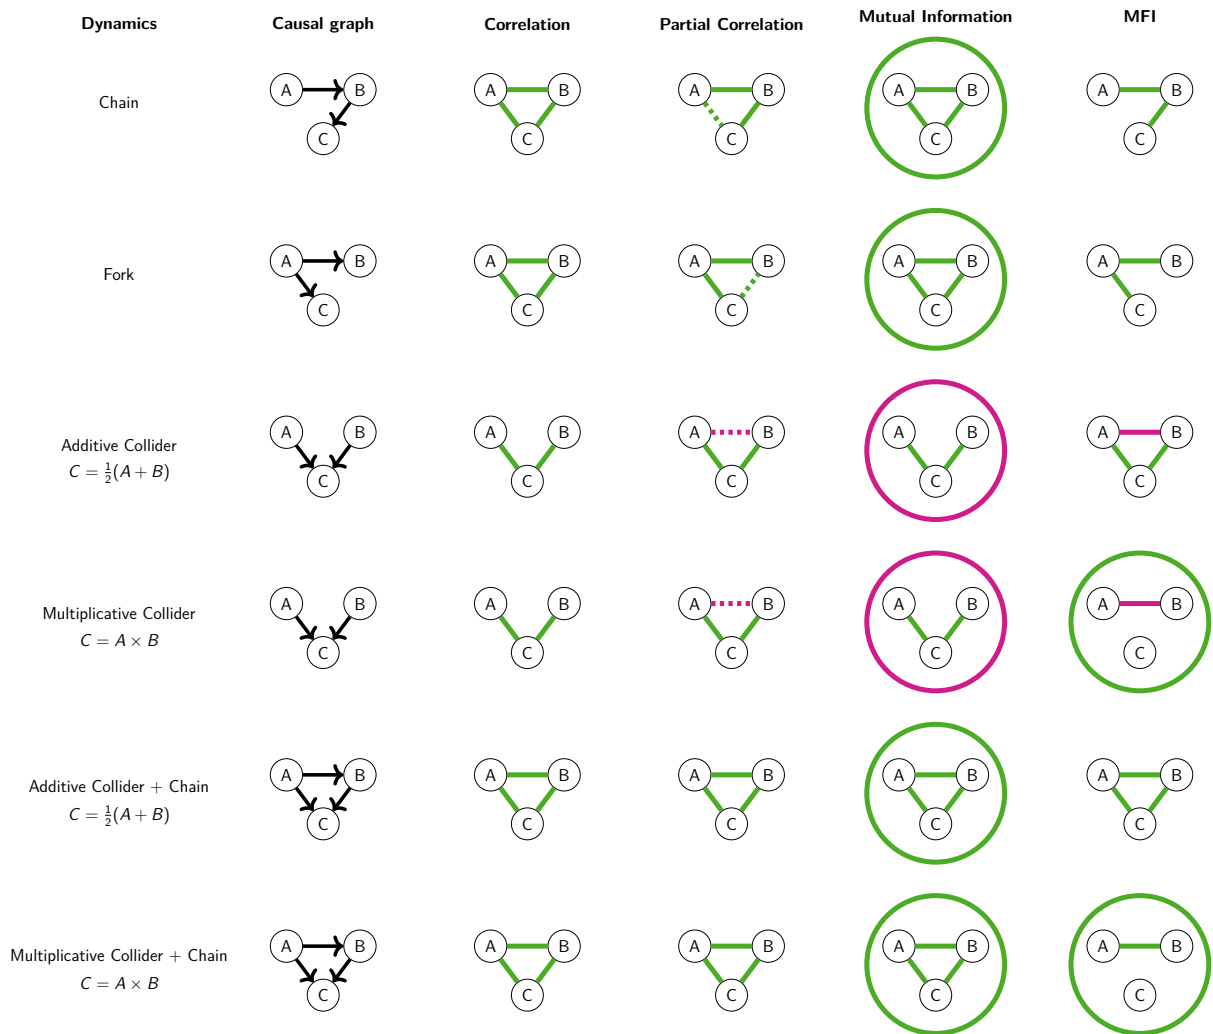 Dynamics Causal graph Correlation Partial Correlation Mutual Information MFI
A B A B A B A B A B
Chain
C C C C C
A B A B A B A B A B
Fork
C C C C C
A B A B A B A B A B
Additive Collider
C = ½(A + B)
C C C C C
A B A B A B A B A B
Multiplicative Collider
C = A × B
C C C C C
A B A B A B A B A B
Additive Collider + Chain
C = ½(A + B)
C C C C C
A B A B A B A B A B
Multiplicative Collider + Chain
C = A × B
C C C C C